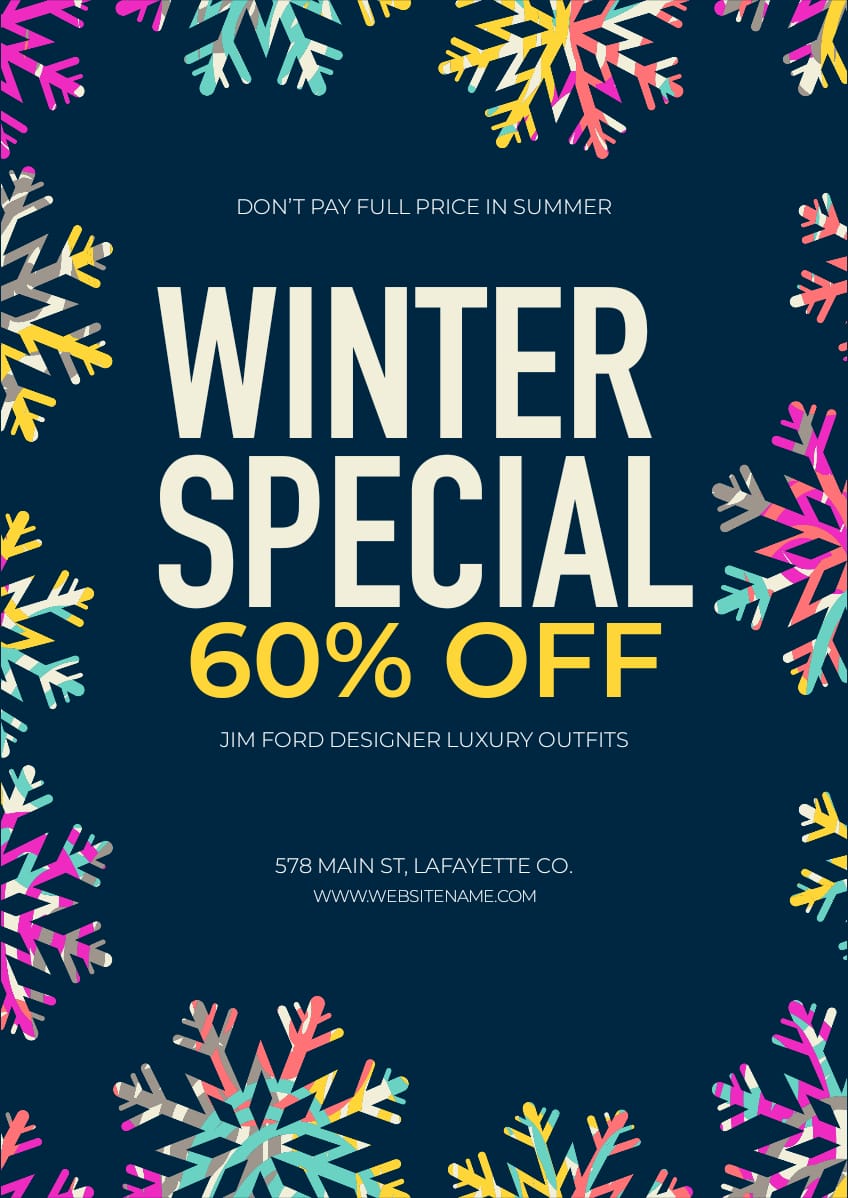 DON’T PAY FULL PRICE IN SUMMER
WINTER
SPECIAL
60% OFF
JIM FORD DESIGNER LUXURY OUTFITS
578 MAIN ST, LAFAYETTE CO.
WWW.WEBSITENAME.COM